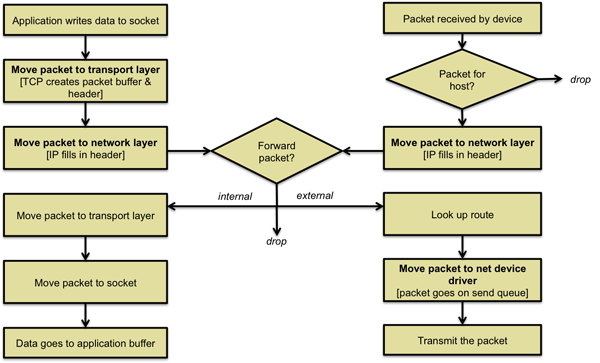 Application writes data to socket
Move packet to transport layer
[TCP creates packet buffer &
header]
Move packet to network layer
[IP fills in header]
Packet received by device
Packet for
host?
drop
Move packet to network layer
[IP fills in header]
Forward
packet?
internal
external
drop
Move packet to transport layer
Move packet to socket
Data goes to application buffer
Look up route
Move packet to net device
driver
[packet goes on send queue]
Transmit the packet